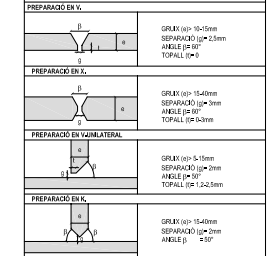 PREPARACIÓ EN V.
β
e
t
g
GRUIX (e)> 10-15mm
SEPARACIÓ (g)= 2,5mm
ANGLE β= 60°
TOPALL (t)= 0
PREPARACIÓ EN X.
β
e
g
GRUIX (e)> 15-40mm
SEPARACIÓ (g)= 3mm
ANGLE β= 60°
TOPALL (t)= 0-3mm
PREPARACIÓ EN V-UNILATERAL
e
t
g
β
GRUIX (e)> 5-15mm
SEPARACIÓ (g)= 2mm
ANGLE β= 50°
TOPALL (t)= 1,2-2,5mm
PREPARACIÓ EN K.
e
β
β
g
GRUIX (e)> 15-40mm
SEPARACIÓ (g)= 2mm
ANGLE β = 50°